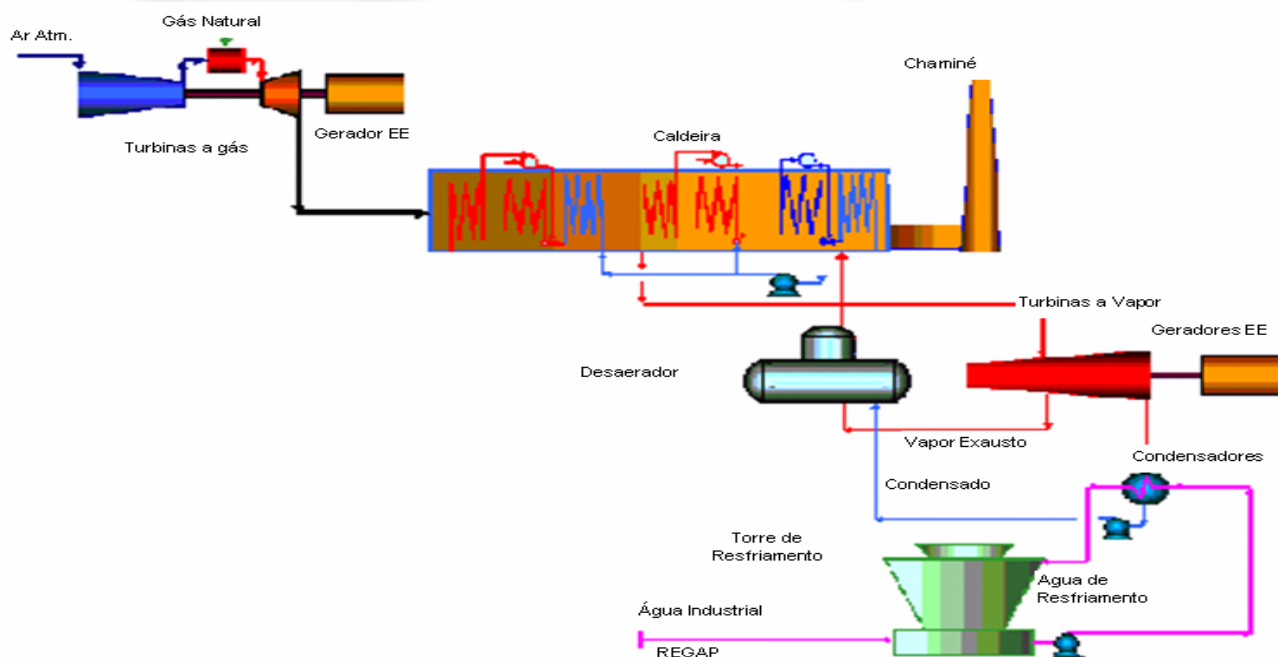 Gás Natural
Ar Atm.
Chaminé
Gerador EE
Turbinas a gás
Caldeira
Turbinas a Vapor
Geradores EE
Desaerador
Vapor Exausto
Condensadores
Condensado
Torre de
Resfriamento
Agua de
Resfriamento
Água Industrial
REGAP